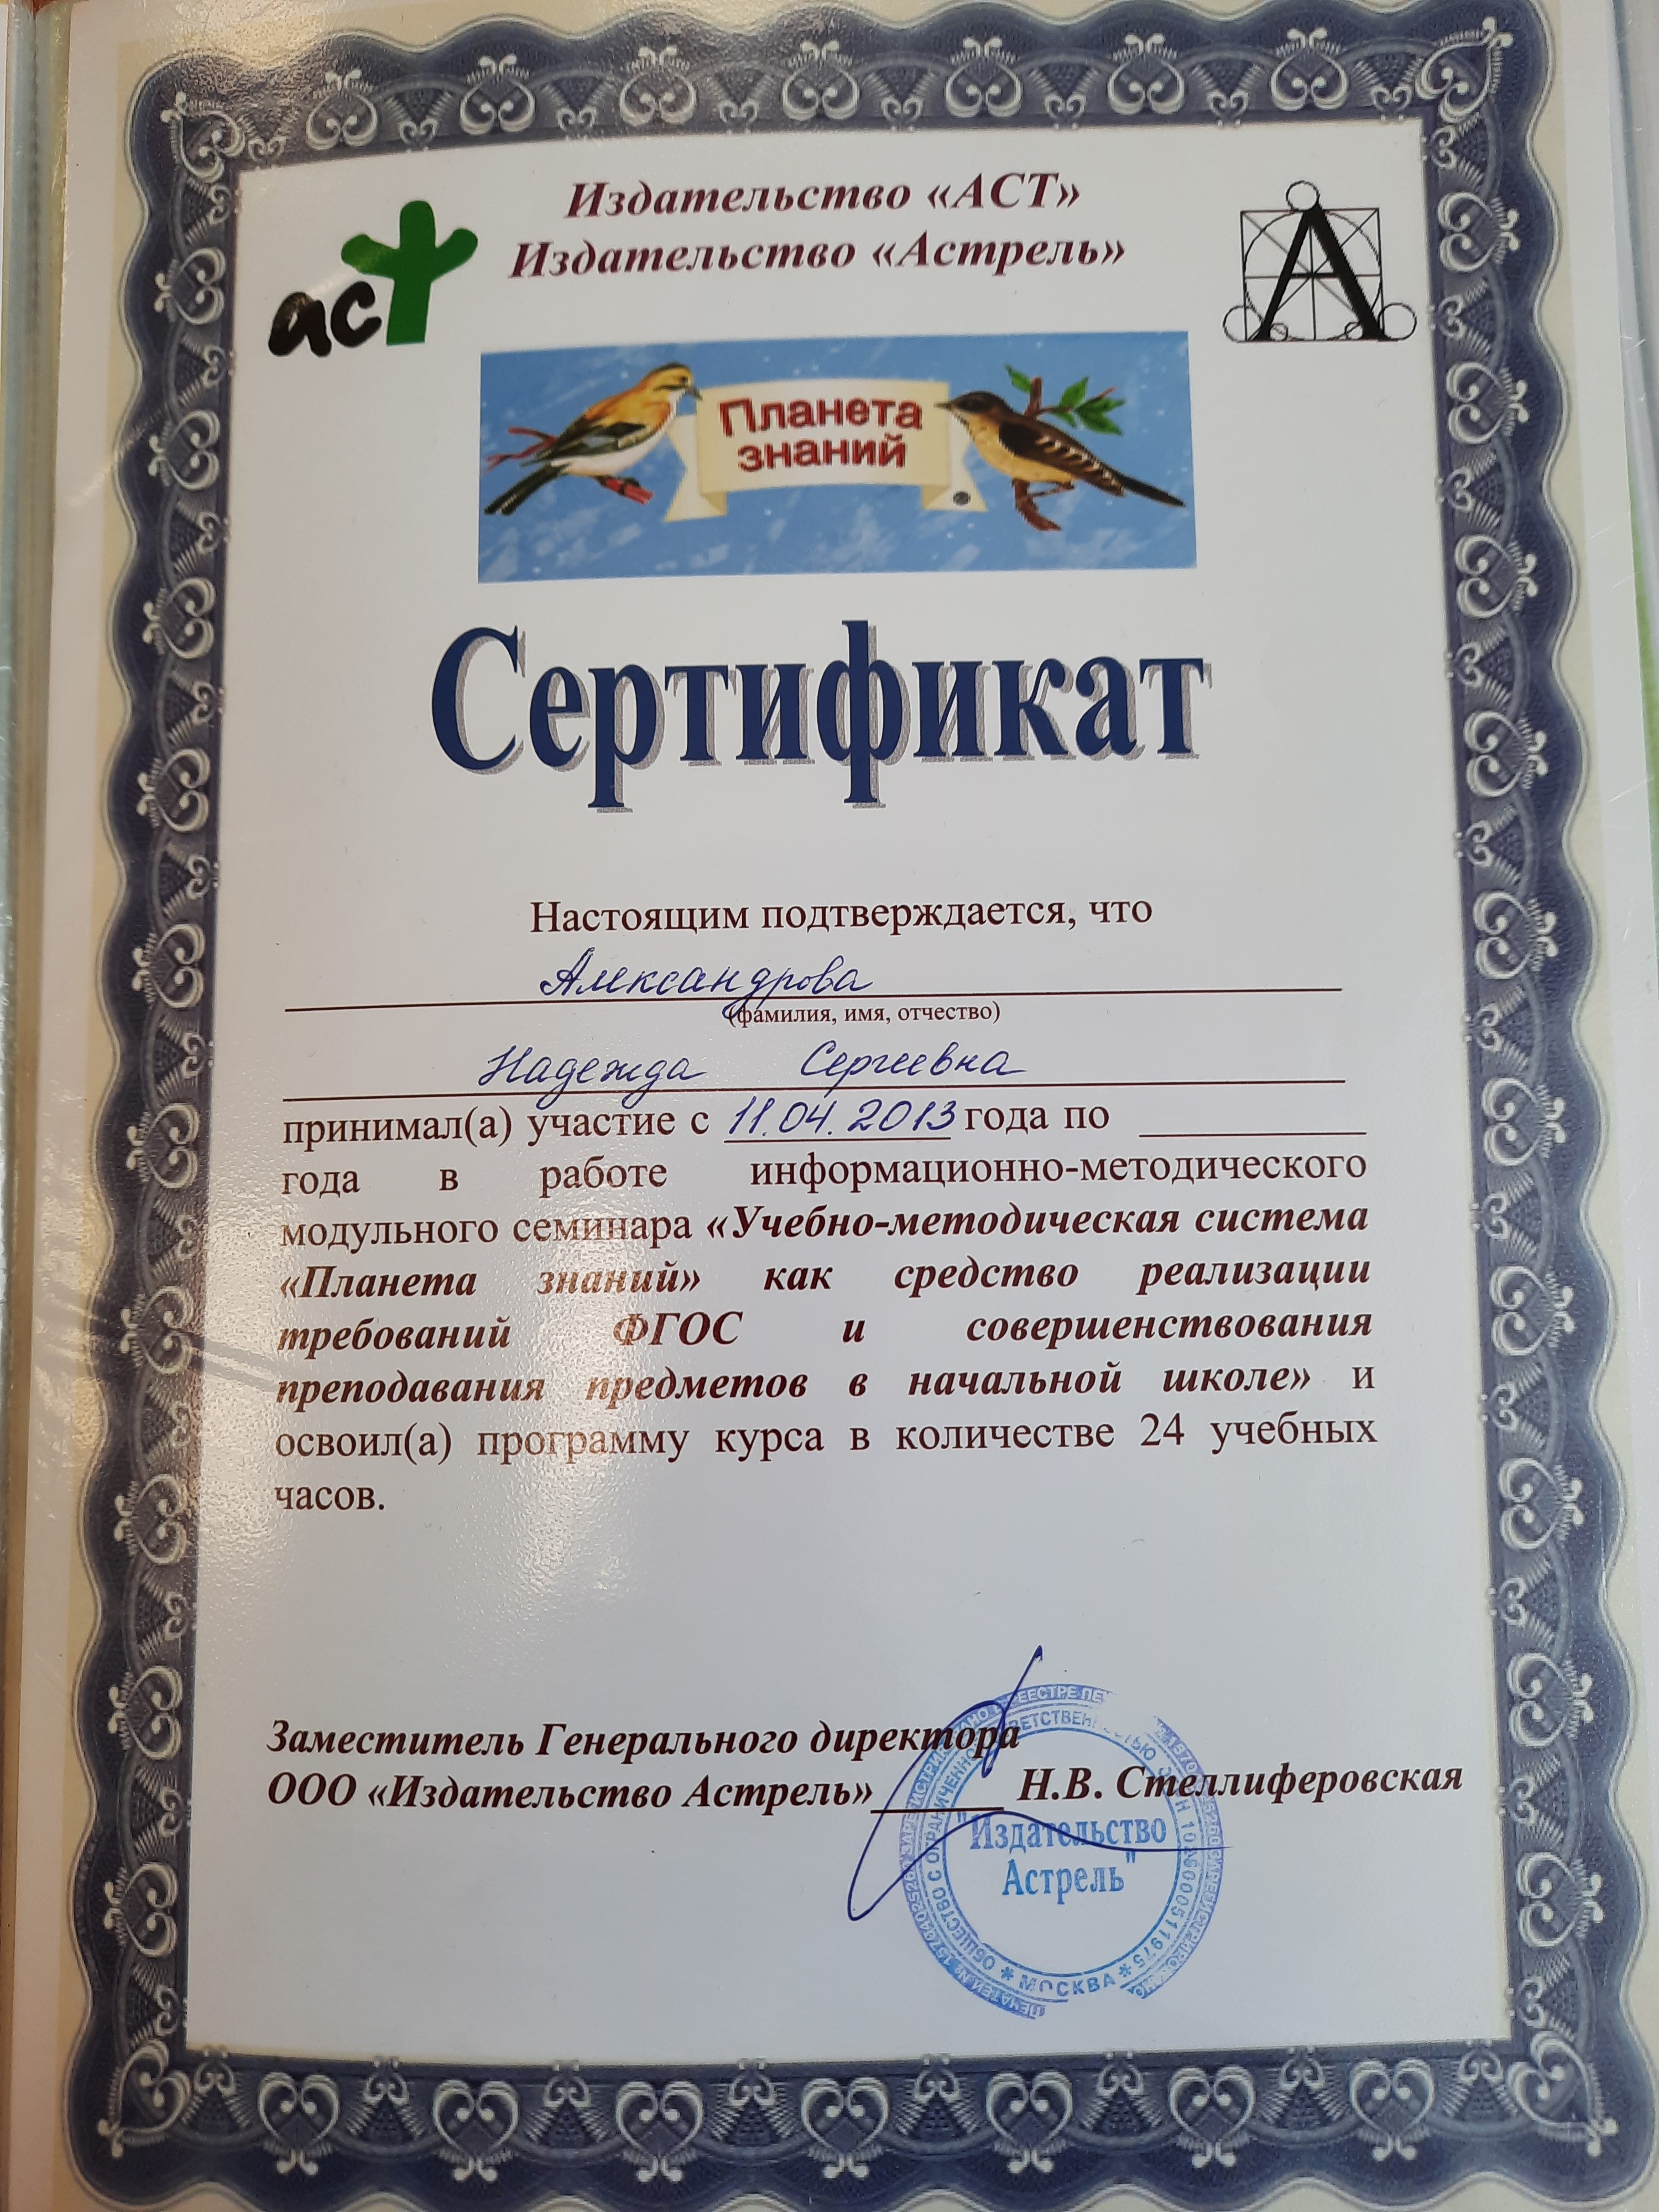 Издательство «АСТ»
Издательство «Астрель»
аст
А
Планета
знаний
Сертификат
Настоящим подтверждается, что
Александрова
(фамилия, имя, отчество)
Надежда Сергеевна
принимал(а) участие с 11.04.2013 года по
года в работе информационно-методического
модульного семинара «Учебно-методическая система
«Планета знаний» как средство реализации
требований ФГОС и совершенствования
преподавания предметов в начальной школе» и
освоил(а) программу курса в количестве 24 учебных
часов.
Заместитель Генерального директора
ООО «Издательство Астрель» Н.В. Стеллиферовская
"Издательство
Астрель"
* МОСКВА *